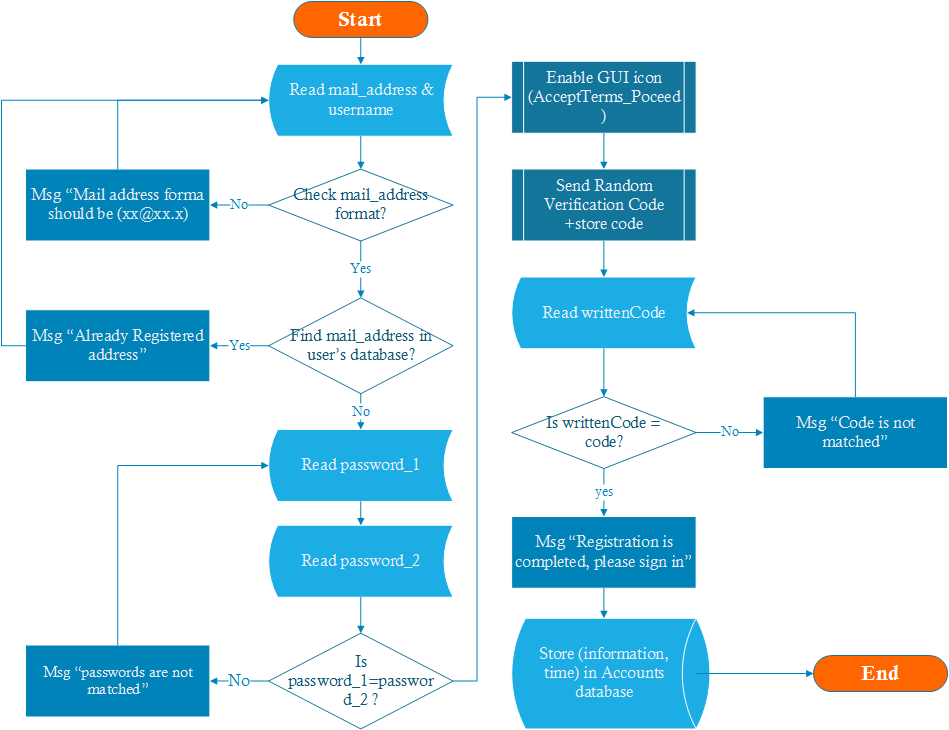 Start
Read mail_address &
username
Check mail_address
format?
No
Msg “Mail address forma
should be (xx@xx.x)
Yes
Find mail_address in
user’s database?
Yes
Msg “Already Registered
address”
No
Read password_1
Read password_2
Is
password_1=passwor
d_2 ?
No
Msg “passwords are not
matched”
Enable GUI icon
(AcceptTerms_Poceed
)
Send Random
Verification Code
+store code
Read writtenCode
Is writtenCode =
code?
No
Msg “Code is not
matched”
yes
Msg “Registration is
completed, please sign in”
Store (information,
time) in Accounts
database
End